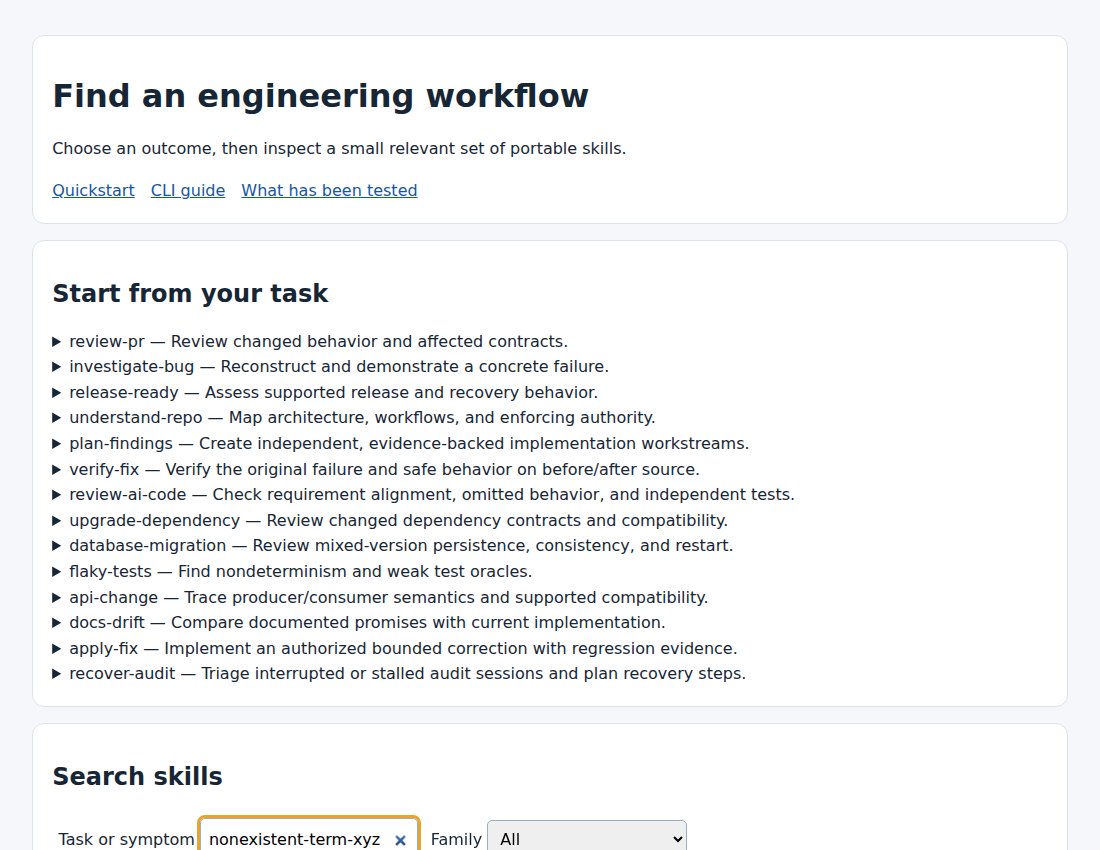 Find an engineering workflow
Choose an outcome, then inspect a small relevant set of portable skills.
Quickstart CLI guide What has been tested
Start from your task
review-pr — Review changed behavior and affected contracts.
investigate-bug — Reconstruct and demonstrate a concrete failure.
release-ready — Assess supported release and recovery behavior.
understand-repo — Map architecture, workflows, and enforcing authority.
plan-findings — Create independent, evidence-backed implementation workstreams.
verify-fix — Verify the original failure and safe behavior on before/after source.
review-ai-code — Check requirement alignment, omitted behavior, and independent tests.
upgrade-dependency — Review changed dependency contracts and compatibility.
database-migration — Review mixed-version persistence, consistency, and restart.
flaky-tests — Find nondeterminism and weak test oracles.
api-change — Trace producer/consumer semantics and supported compatibility.
docs-drift — Compare documented promises with current implementation.
apply-fix — Implement an authorized bounded correction with regression evidence.
recover-audit — Triage interrupted or stalled audit sessions and plan recovery steps.
Search skills
Task or symptom nonexistent-term-xyz Family All